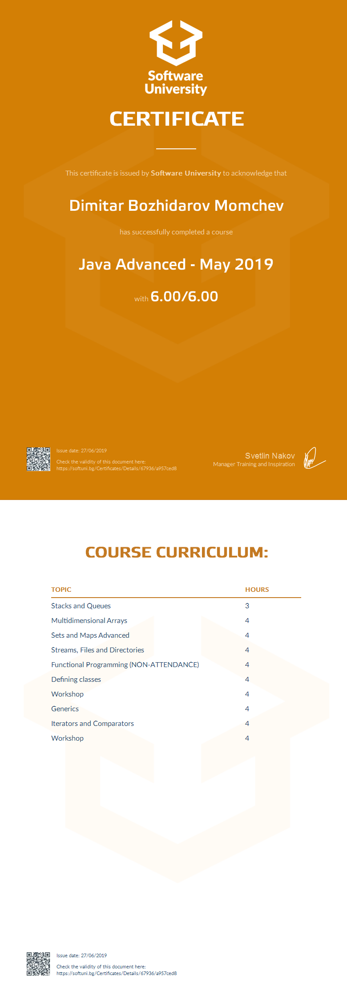 Software
University
CERTIFICATE
This certificate is issued by Software University to acknowledge that
Dimitar Bozhidarov Momchev
has successfully completed a course
Java Advanced - May 2019
with 6.00/6.00
Issue date: 27/06/2019
Check the validity of this document here:
https://softuni.bg/Certificates/Details/67936/a957ced8
Svetlin Nakov
Manager Training and Inspiration
COURSE CURRICULUM:
TOPIC HOURS
Stacks and Queues 3
Multidimensional Arrays 4
Sets and Maps Advanced 4
Streams, Files and Directories 4
Functional Programming (NON-ATTENDANCE) 4
Defining classes 4
Workshop 4
Generics 4
Iterators and Comparators 4
Workshop 4
Issue date: 27/06/2019
Check the validity of this document here:
https://softuni.bg/Certificates/Details/67936/a957ced8